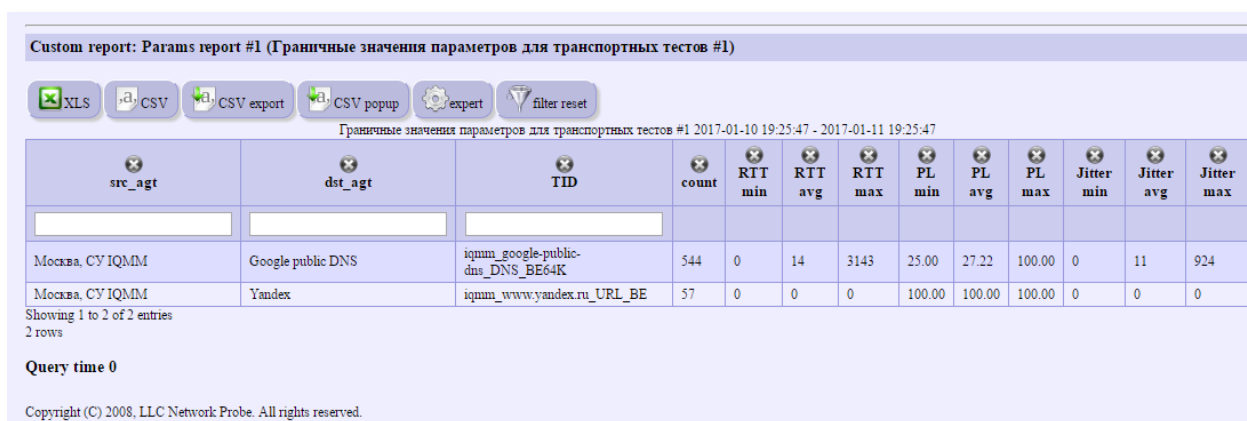 Custom report: Params report #1 (Граничные значения параметров для транспортных тестов #1)
XLS ,a, CSV a, CSV export a, CSV popup expert filter reset
Граничные значения параметров для транспортных тестов #1 2017-01-10 19:25:47 - 2017-01-11 19:25:47
src_agt dst_agt TID count RTT min RTT avg RTT max PL min PL avg PL max Jitter min Jitter avg Jitter max
Москва, СУ IQMM Google public DNS iqmm_google-public-dns_DNS_BE64K 544 0 14 3143 25.00 27.22 100.00 0 11 924
Москва, СУ IQMM Yandex iqmm_www.yandex.ru_URL_BE 57 0 0 0 100.00 100.00 100.00 0 0 0
Showing 1 to 2 of 2 entries
2 rows
Query time 0
Copyright (C) 2008, LLC Network Probe. All rights reserved.